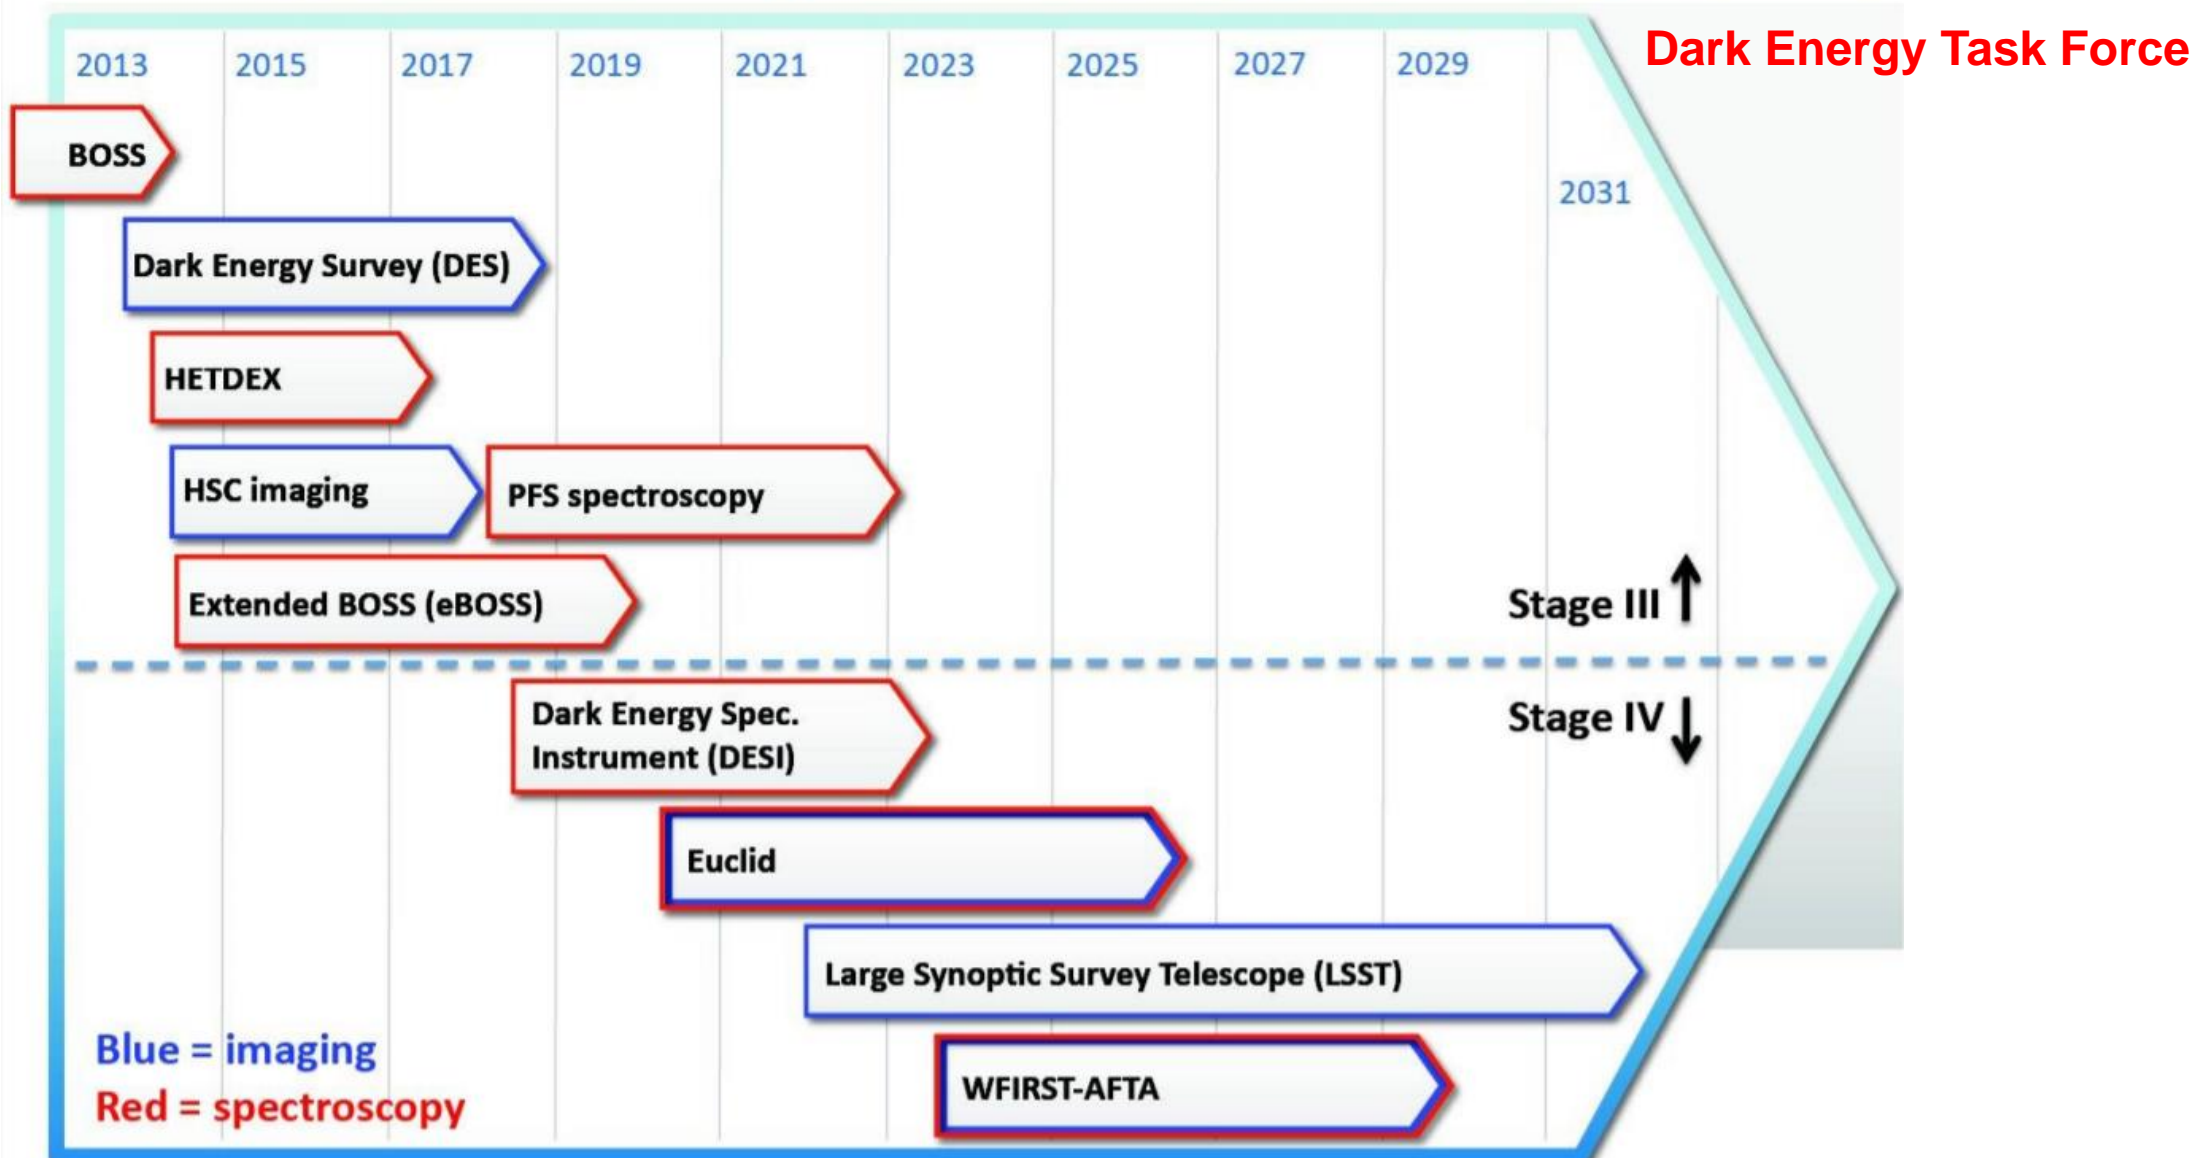 Dark Energy Task Force
2013 2015 2017 2019 2021 2023 2025 2027 2029
BOSS
2031
Dark Energy Survey (DES)
HETDEX
HSC imaging
PFS spectroscopy
Extended BOSS (eBOSS)
Stage III
Stage IV
Dark Energy Spec.
Instrument (DESI)
Euclid
Large Synoptic Survey Telescope (LSST)
WFIRST-AFTA
Blue = imaging
Red = spectroscopy